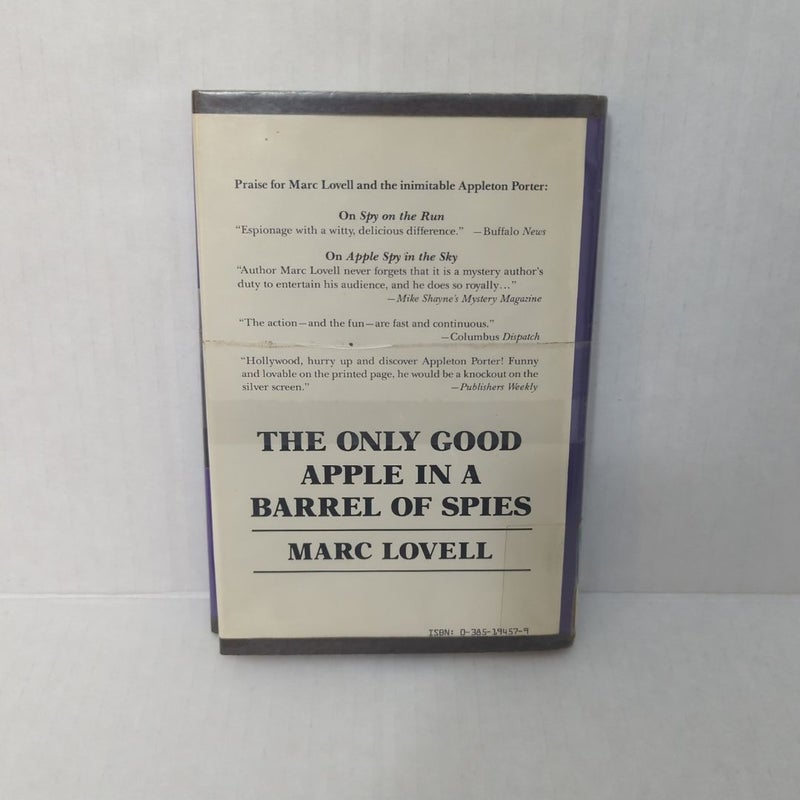 Praise for Marc Lovell and the inimitable Appleton Porter:
On Spy on the Run
“Espionage with a witty, delicious difference.” —Buffalo News
On Apple Spy in the Sky
“Author Marc Lovell never forgets that it is a mystery author’s
duty to entertain his audience, and he does so royally...”
—Mike Shayne’s Mystery Magazine
“The action—and the fun—are fast and continuous.”
—Columbus Dispatch
“Hollywood, hurry up and discover Appleton Porter! Funny
and lovable on the printed page, he would be a knockout on the
silver screen.” —Publishers Weekly
THE ONLY GOOD
APPLE IN A
BARREL OF SPIES
MARC LOVELL
ISBN: 0-385-19457-9